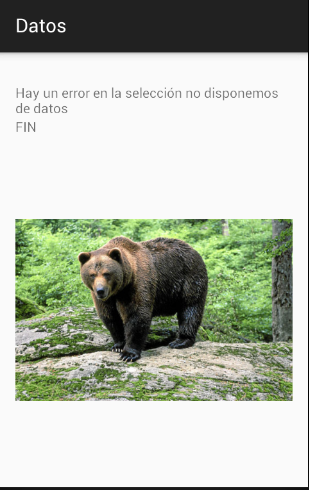 Datos
Hay un error en la selección no disponemos
de datos
FIN